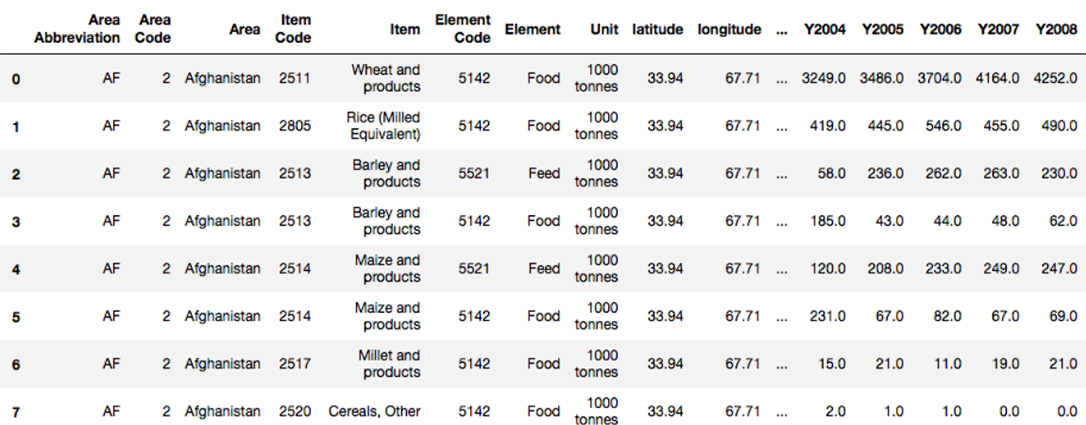 Area Abbreviation Area Code Area Item Code Item Element Code Element Unit latitude longitude ... Y2004 Y2005 Y2006 Y2007 Y2008
0 AF 2 Afghanistan 2511 Wheat and products 5142 Food 1000 tonnes 33.94 67.71 ... 3249.0 3486.0 3704.0 4164.0 4252.0
1 AF 2 Afghanistan 2805 Rice (Milled Equivalent) 5142 Food 1000 tonnes 33.94 67.71 ... 419.0 445.0 546.0 455.0 490.0
2 AF 2 Afghanistan 2513 Barley and products 5521 Feed 1000 tonnes 33.94 67.71 ... 58.0 236.0 262.0 263.0 230.0
3 AF 2 Afghanistan 2513 Barley and products 5142 Food 1000 tonnes 33.94 67.71 ... 185.0 43.0 44.0 48.0 62.0
4 AF 2 Afghanistan 2514 Maize and products 5521 Feed 1000 tonnes 33.94 67.71 ... 120.0 208.0 233.0 249.0 247.0
5 AF 2 Afghanistan 2514 Maize and products 5142 Food 1000 tonnes 33.94 67.71 ... 231.0 67.0 82.0 67.0 69.0
6 AF 2 Afghanistan 2517 Millet and products 5142 Food 1000 tonnes 33.94 67.71 ... 15.0 21.0 11.0 19.0 21.0
7 AF 2 Afghanistan 2520 Cereals, Other 5142 Food 1000 tonnes 33.94 67.71 ... 2.0 1.0 1.0 0.0 0.0